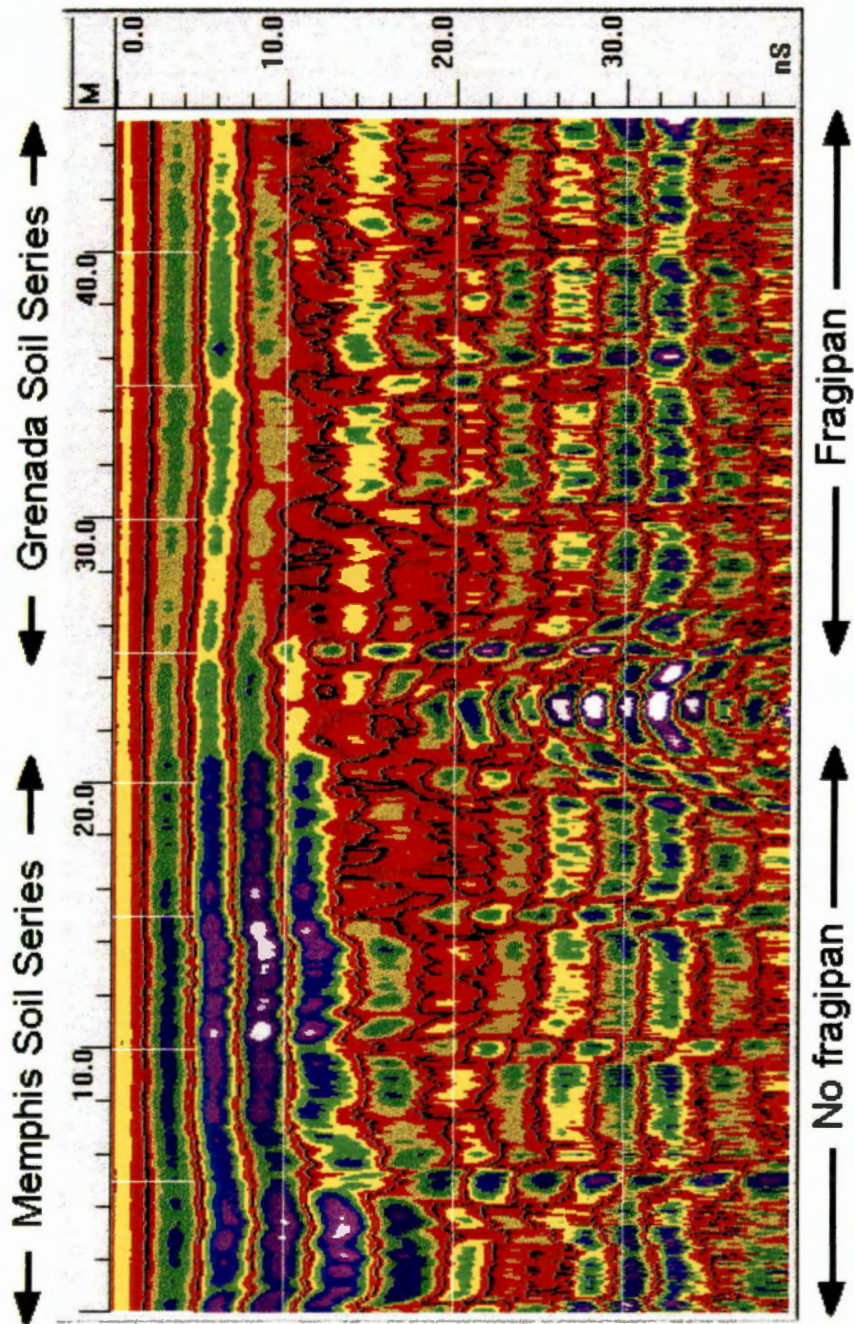 Memphis Soil Series
Grenada Soil Series
10.0
20.0
30.0
40.0
M
0.0
10.0
20.0
30.0
nS
No fragipan
Fragipan